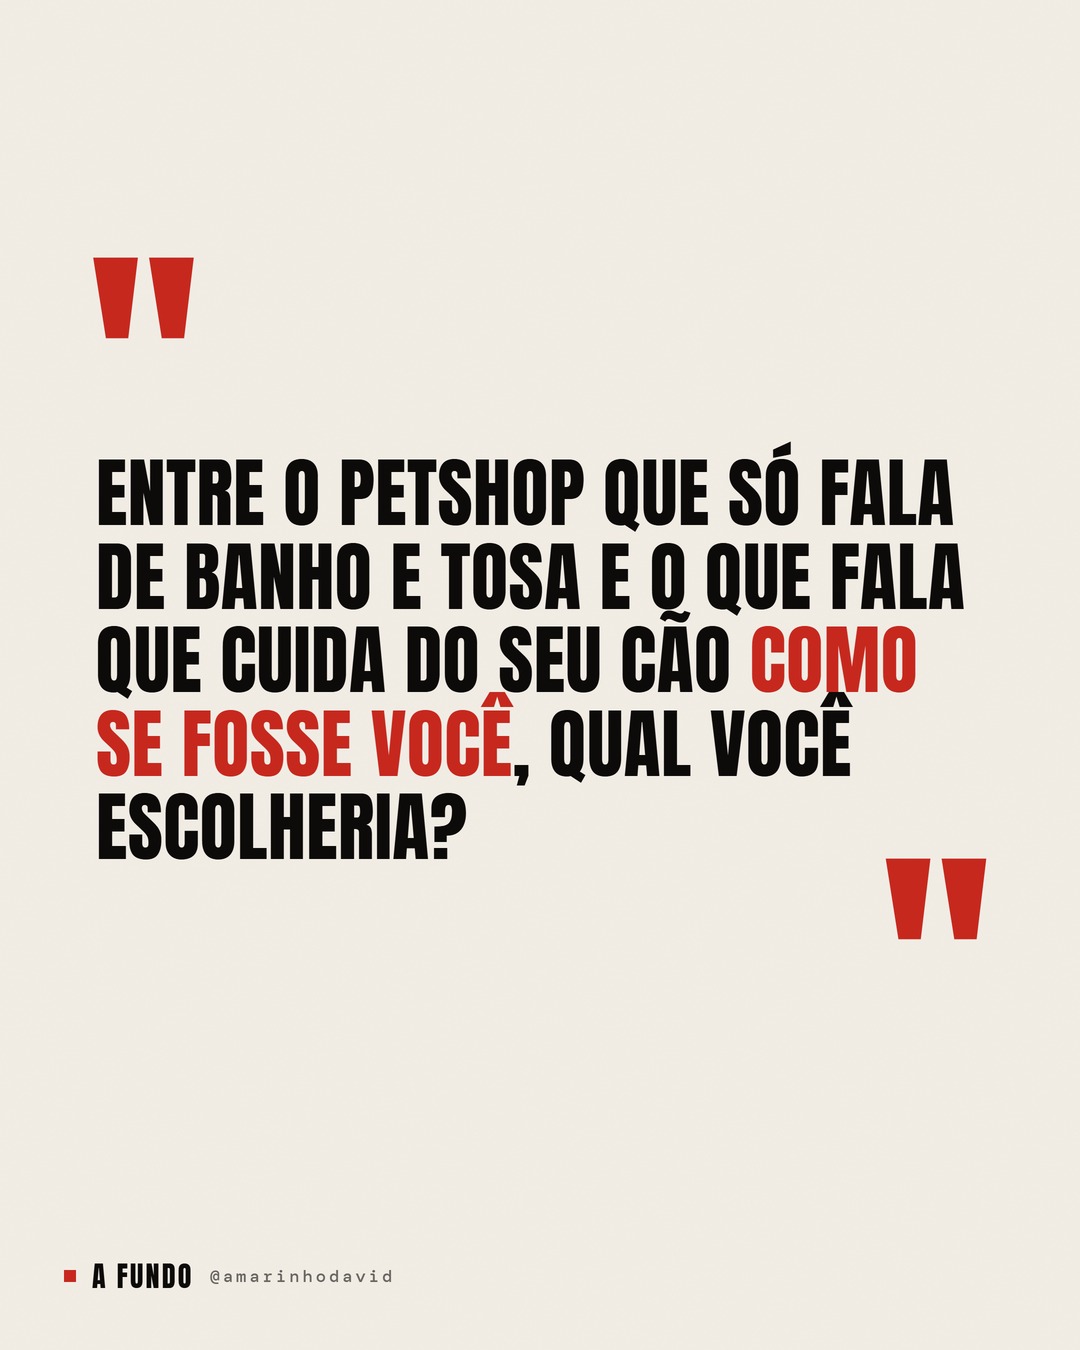 "
ENTRE O PETSHOP QUE SÓ FALA
DE BANHO E TOSA E O QUE FALA
QUE CUIDA DO SEU CÃO COMO
SE FOSSE VOCÊ, QUAL VOCÊ
ESCOLHERIA?
"
A FUNDO @amarinhodavid